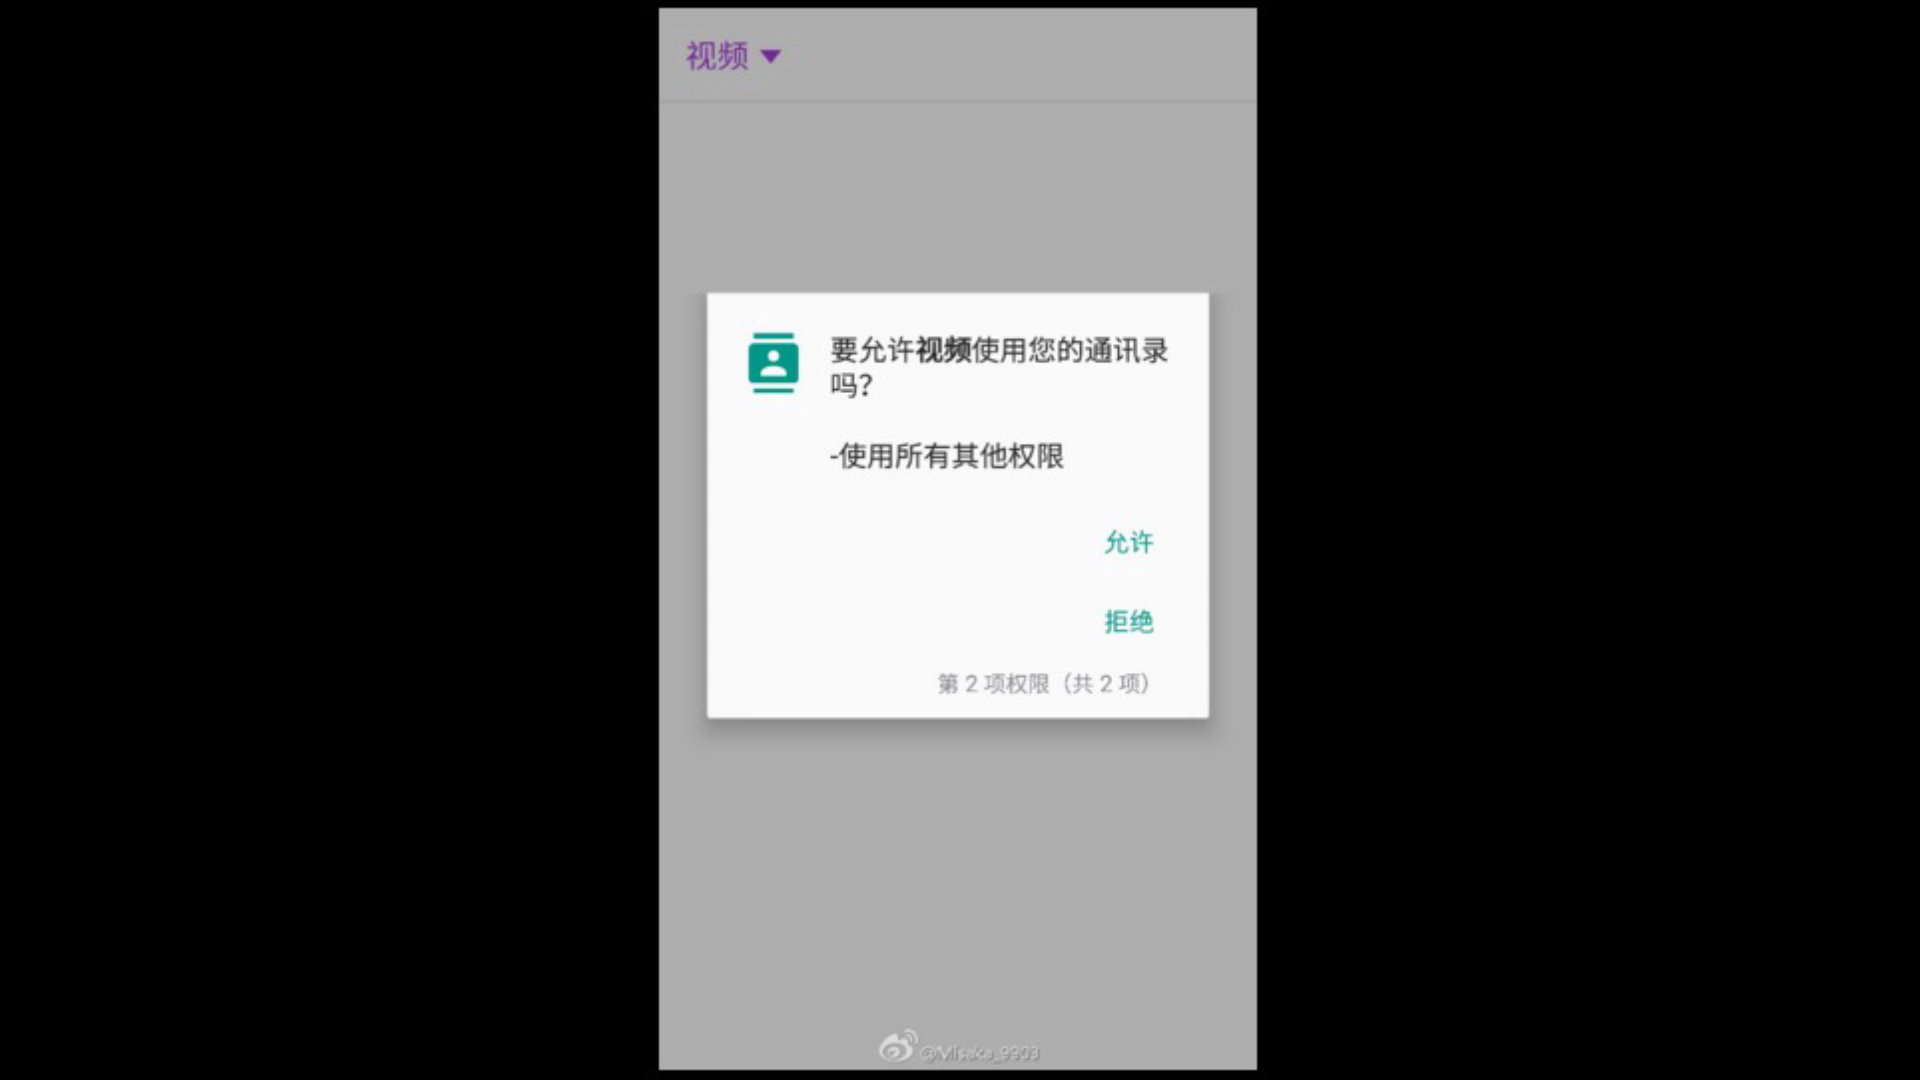 视频
要允许视频使用您的通讯录
吗?
-使用所有其他权限
允许
拒绝
第 2 项权限（共 2 项）
@Misaka_9903